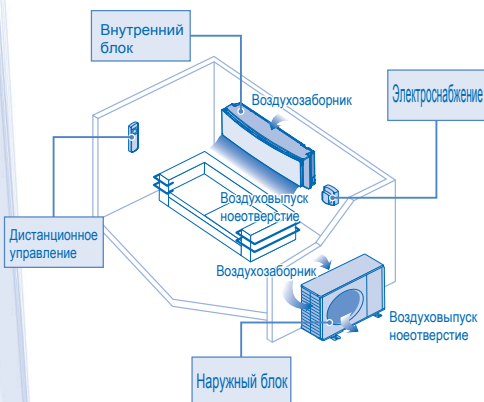 Внутренний
блок
Воздухозаборник
Электроснабжение
Воздуховыпуск
ноеотверстие
Дистанционное
управление
Воздухозаборник
Воздуховыпуск
ноеотверстие
Наружный блок